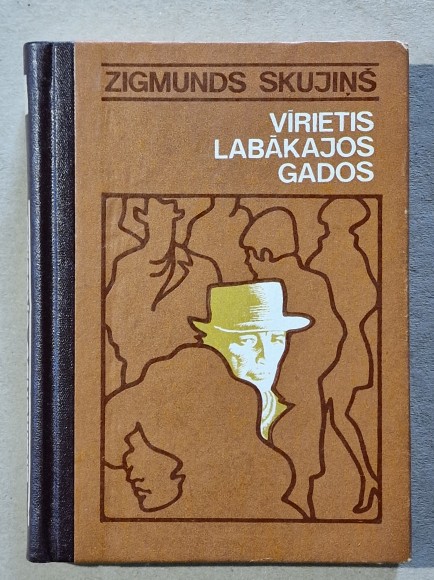 ZIGMUNDS SKUJIŅŠ
VĪRIETIS
LABĀKAJOS
GADOS